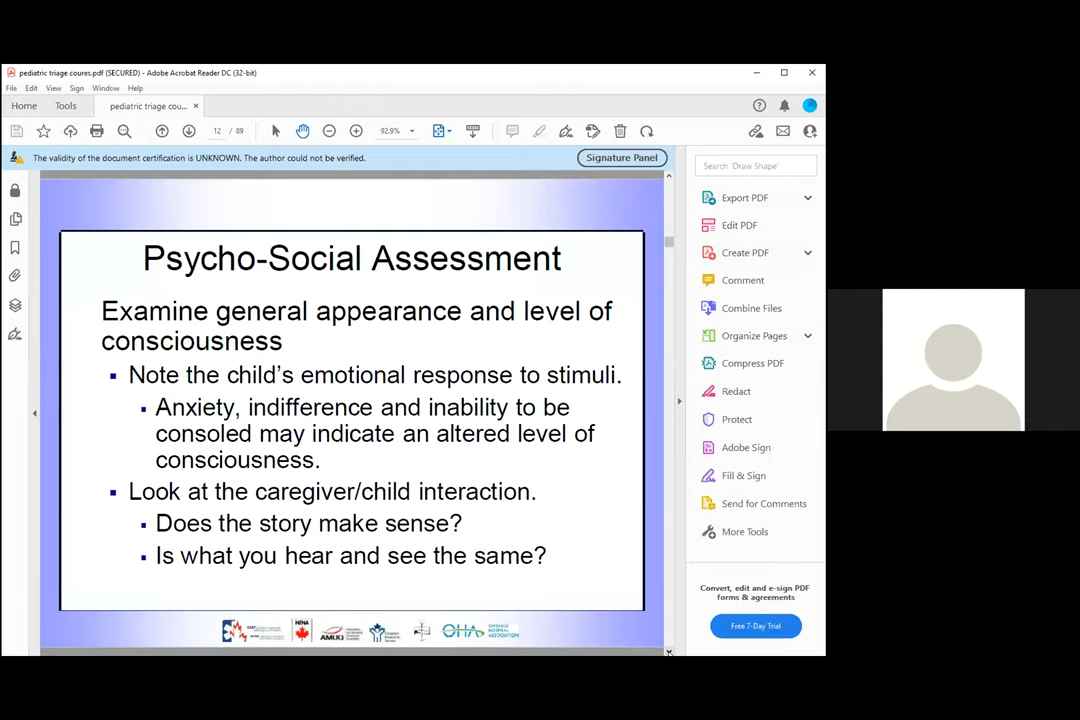 pediatric triage coures.pdf (SECURED) - Adobe Acrobat Reader DC (32-bit)
File Edit View Sign Window Help
Home Tools pediatric triage cou... ×
12 / 89 92.9%
The validity of the document certification is UNKNOWN. The author could not be verified.
Signature Panel
Psycho-Social Assessment
Examine general appearance and level of
consciousness
Note the child's emotional response to stimuli.
Anxiety, indifference and inability to be
consoled may indicate an altered level of
consciousness.
Look at the caregiver/child interaction.
Does the story make sense?
Is what you hear and see the same?
NENA
AMUQ
OHA ONTARIO
HOSPITAL
ASSOCIATION
Search 'Draw Shape'
Export PDF
Edit PDF
Create PDF
Comment
Combine Files
Organize Pages
Compress PDF
Redact
Protect
Adobe Sign
Fill & Sign
Send for Comments
More Tools
Convert, edit and e-sign PDF
forms & agreements
Free 7-Day Trial